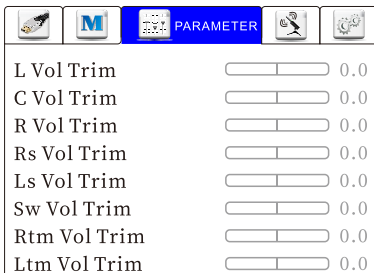 M PARAMETER
L Vol Trim 0.0
C Vol Trim 0.0
R Vol Trim 0.0
Rs Vol Trim 0.0
Ls Vol Trim 0.0
Sw Vol Trim 0.0
Rtm Vol Trim 0.0
Ltm Vol Trim 0.0